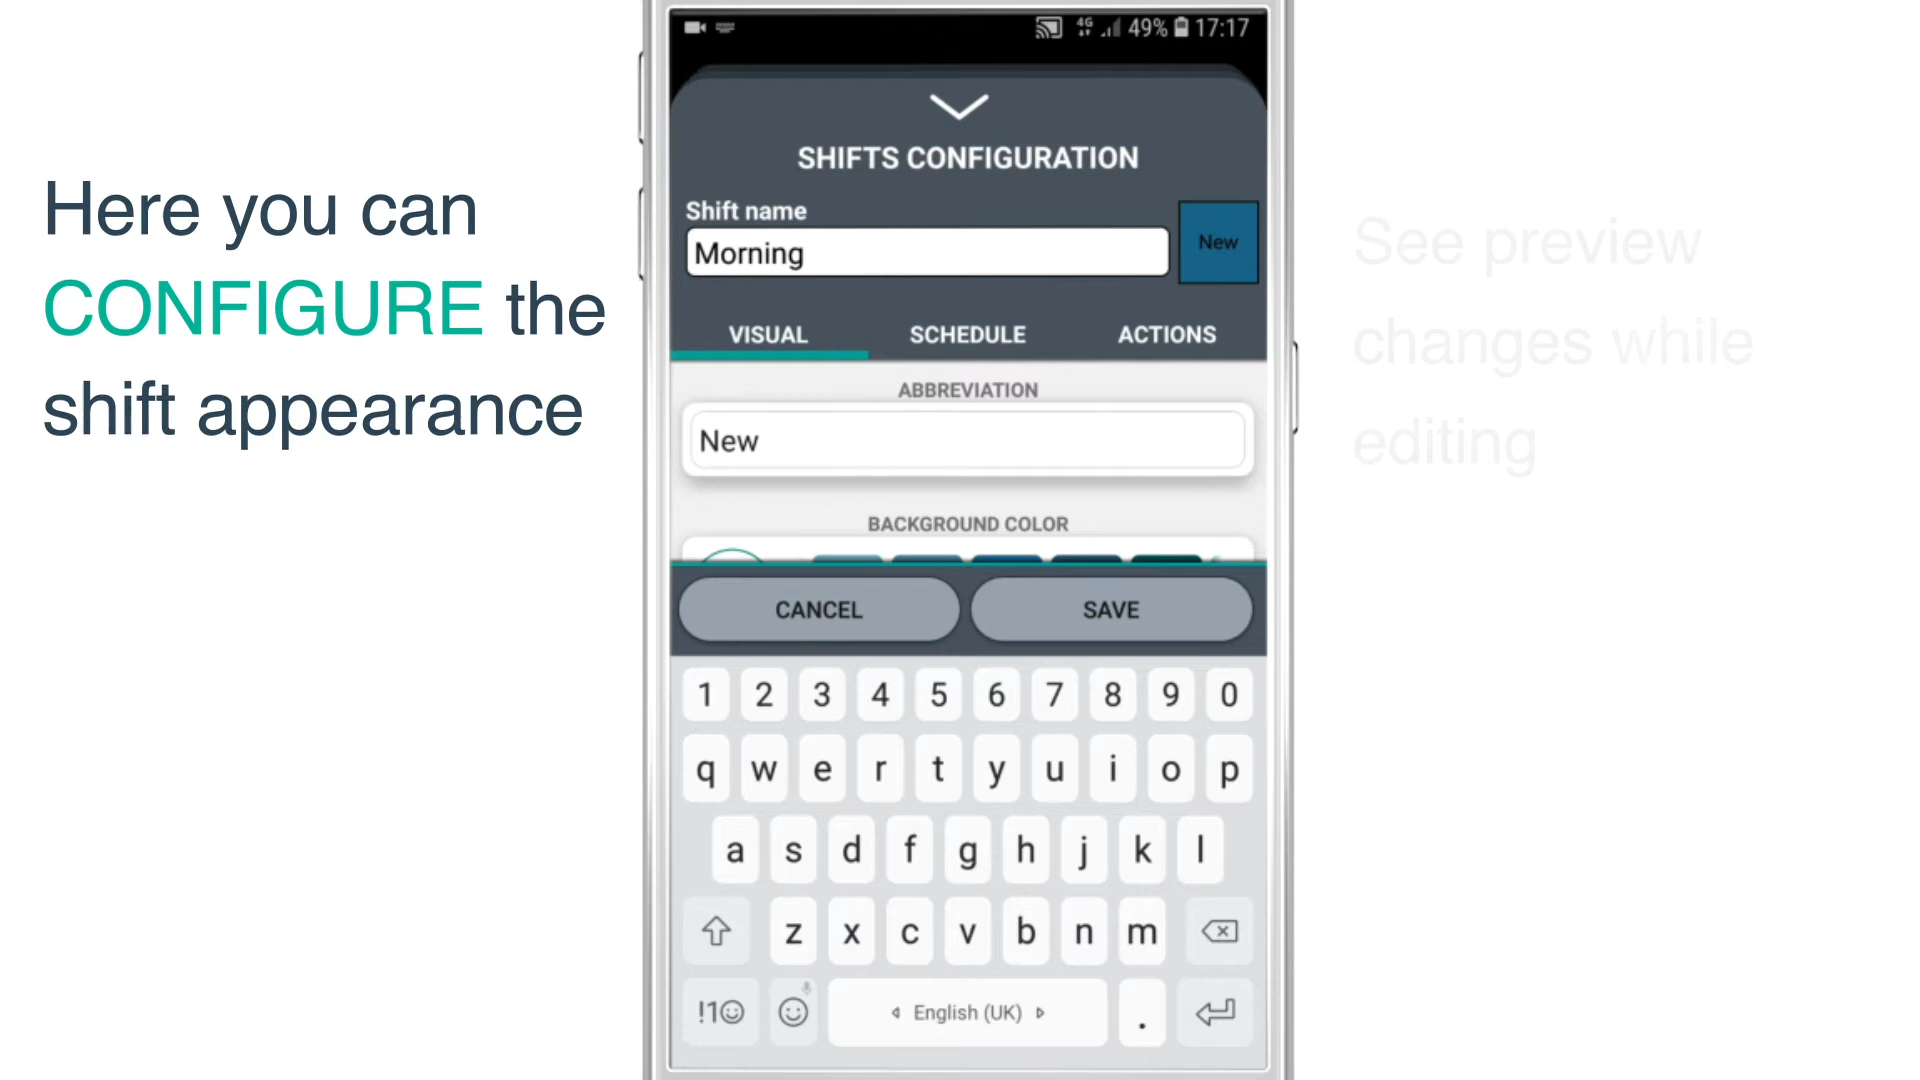 Here you can
CONFIGURE the
shift appearance
4G 49% 17:17
SHIFTS CONFIGURATION
Shift name
Morning
New
VISUAL SCHEDULE ACTIONS
ABBREVIATION
New
BACKGROUND COLOR
CANCEL SAVE
1 2 3 4 5 6 7 8 9 0
q w e r t y u i o p
a s d f g h j k l
z x c v b n m
!1☺ English (UK) .
See preview
changes while
editing